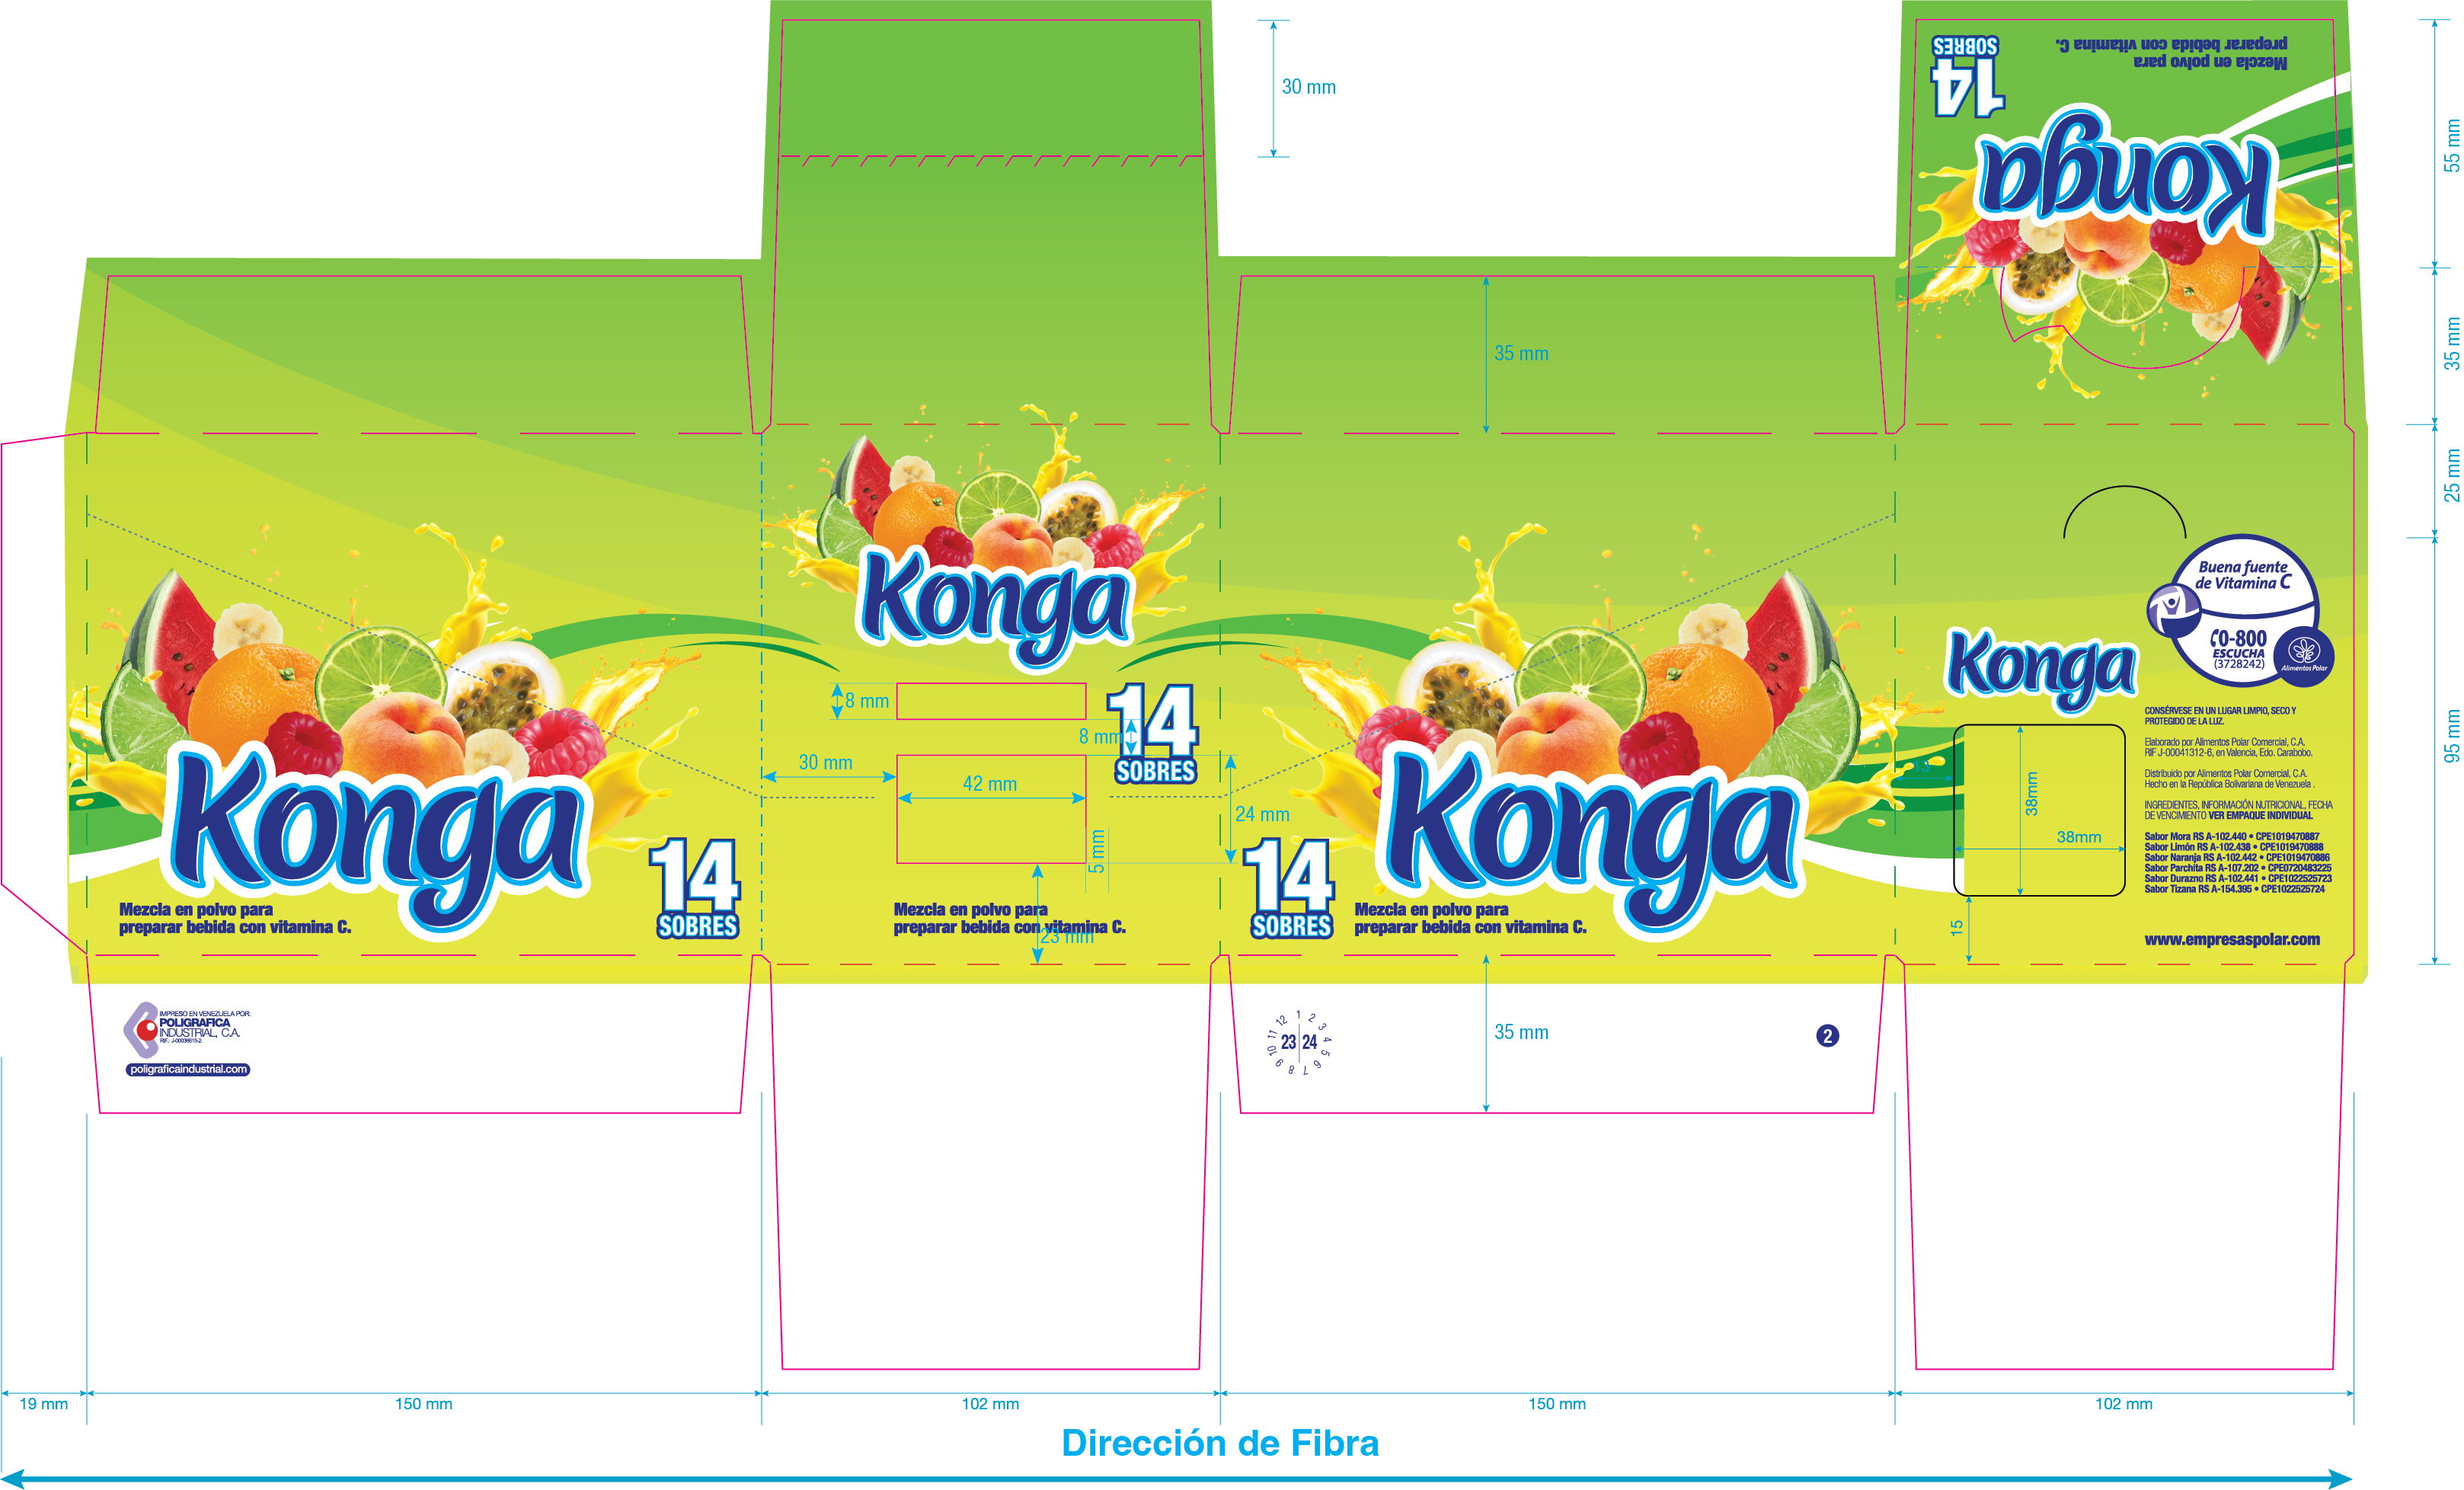 30 mm
SOBRES
14
Mezcla en polvo para
preparar bebida con vitamina C.
Konga
55 mm
35 mm
35 mm
25 mm
95 mm
Konga
14
SOBRES
Mezcla en polvo para
preparar bebida con vitamina C.
Konga
8 mm
8 mm
14
SOBRES
30 mm
42 mm
24 mm
5 mm
23 mm
Mezcla en polvo para
preparar bebida con vitamina C.
Konga
14
SOBRES
Mezcla en polvo para
preparar bebida con vitamina C.
Buena fuente
de Vitamina C
0-800
ESCUCHA
(3728242)
Alimentos Polar
Konga
CONSÉRVESE EN UN LUGAR LIMPIO, SECO Y
PROTEGIDO DE LA LUZ.
Elaborado por Alimentos Polar Comercial, C.A.
RIF J-00041312-6, en Valencia, Edo. Carabobo.
Distribuido por Alimentos Polar Comercial, C.A.
Hecho en la República Bolivariana de Venezuela .
INGREDIENTES, INFORMACIÓN NUTRICIONAL, FECHA
DE VENCIMIENTO VER EMPAQUE INDIVIDUAL
Sabor Mora RS A-102.440 • CPE1019470887
Sabor Limón RS A-102.438 • CPE1019470888
Sabor Naranja RS A-102.442 • CPE1019470886
Sabor Parchita RS A-107.202 • CPE0720483225
Sabor Durazno RS A-102.441 • CPE1022525723
Sabor Tizana RS A-154.395 • CPE1022525724
www.empresaspolar.com
38mm
38mm
15
IMPRESO EN VENEZUELA POR:
POLIGRAFICA
INDUSTRIAL, C.A.
RIF: J-00036615-2.
poligraficaindustrial.com
1 2 3 4 5 6 7 8 9 10 11 12
23 24
35 mm
2
19 mm
150 mm
102 mm
150 mm
102 mm
Dirección de Fibra